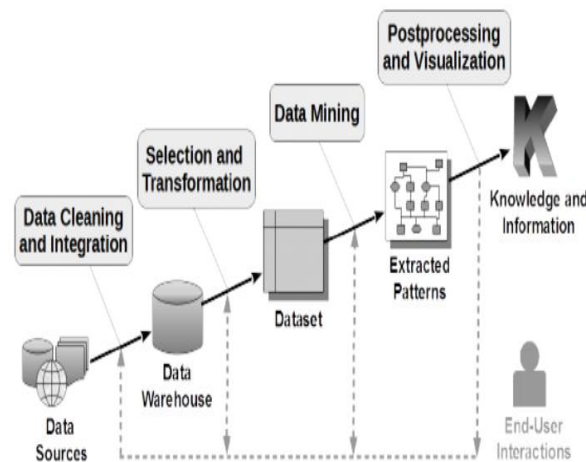 Postprocessing
and Visualization
Data Mining
Selection and
Transformation
Data Cleaning
and Integration
K
Knowledge and
Information
Extracted
Patterns
Dataset
Data
Warehouse
Data
Sources
End-User
Interactions